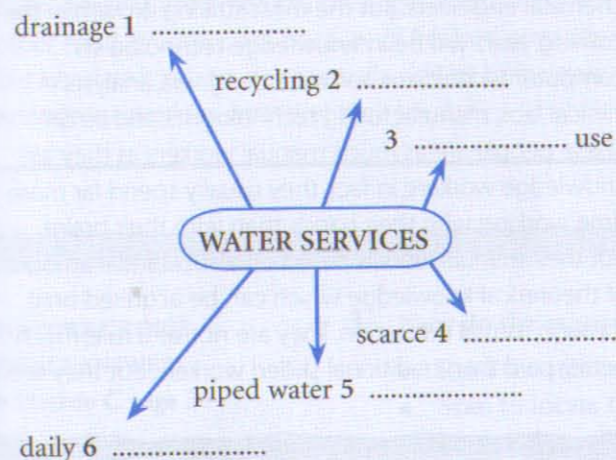 drainage 1 ....................
recycling 2 ....................
3 .................... use
WATER SERVICES
scarce 4 ....................
piped water 5 ....................
daily 6 ....................